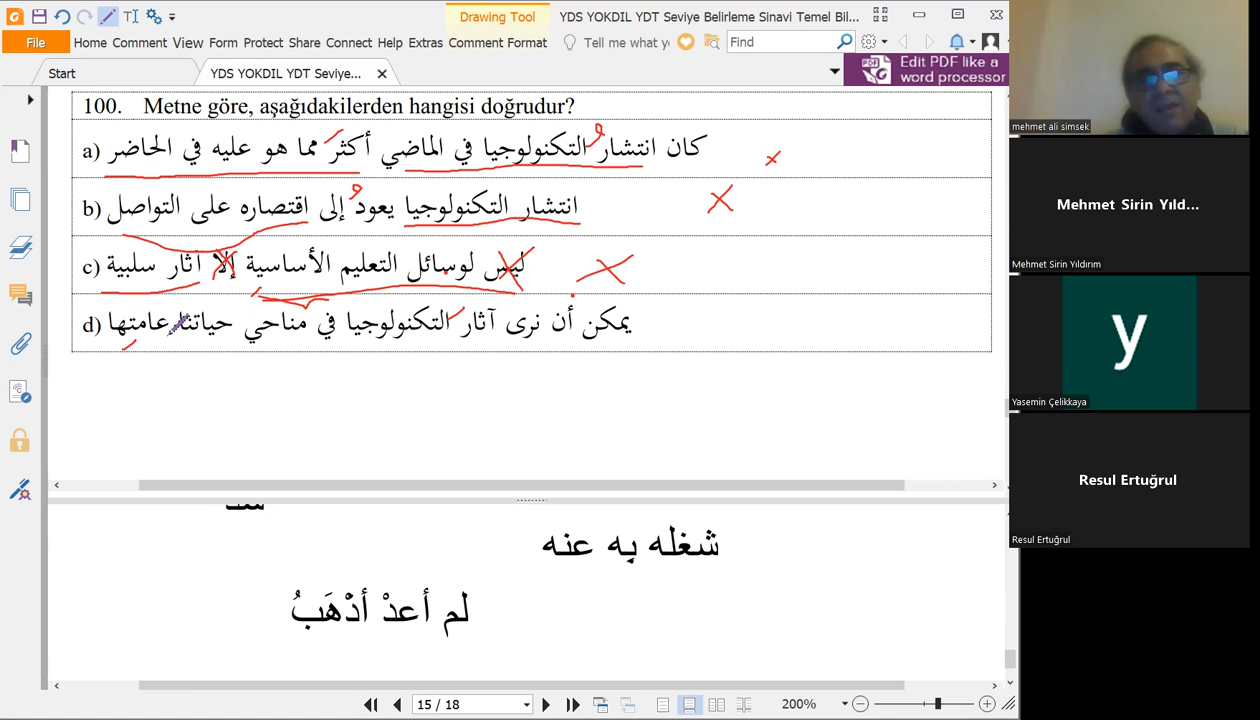 Drawing Tool
YDS YOKDIL YDT Seviye Belirleme Sinavi Temel Bil...
File
Home Comment View Form Protect Share Connect Help Extras
Comment Format
Tell me
Find
Start
YDS YOKDIL YDT Seviye...
Edit PDF like a
word processor
100. Metne göre, aşağıdakilerden hangisi doğrudur?
a) كان انتشار التكنولوجيا في الماضي أكثر مما هو عليه في الحاضر
b) انتشار التكنولوجيا يعود إلى اقتصاره على التواصل
c) ليس لوسائل التعليم الأساسية إلا آثار سلبية
d) يمكن أن نرى آثار التكنولوجيا في مناحي حياتنا عامتها
شغله به عنه
لم أعدْ أذْهَبُ
15 / 18
200%
mehmet ali simsek
Mehmet Sirin Yıld...
Mehmet Sirin Yıldırım
y
Yasemin Çelikkaya
Resul Ertuğrul
Resul Ertuğrul